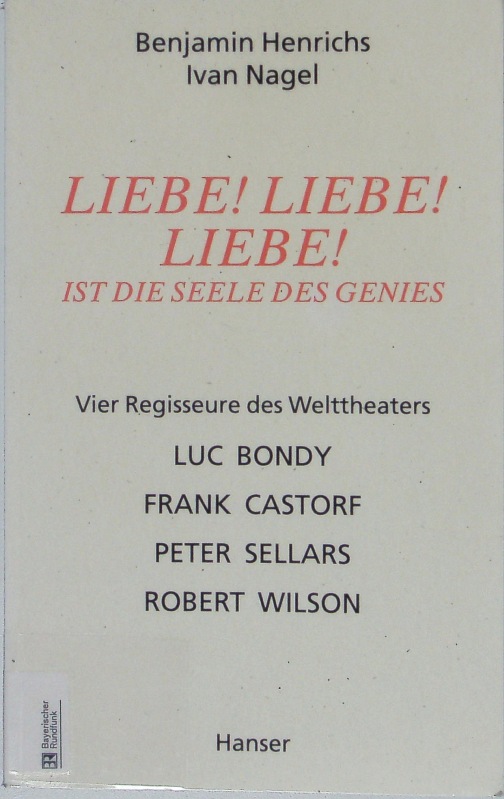 Benjamin Henrichs
Ivan Nagel
LIEBE! LIEBE!
LIEBE!
IST DIE SEELE DES GENIES
Vier Regisseure des Welttheaters
LUC BONDY
FRANK CASTORF
PETER SELLARS
ROBERT WILSON
BR Bayerischer
Rundfunk
Hanser